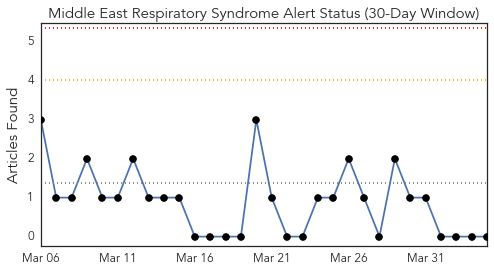 Middle East Respiratory Syndrome Alert Status (30-Day Window)
Articles Found
5
4
3
2
1
0
Mar 06 Mar 11 Mar 16 Mar 21 Mar 26 Mar 31